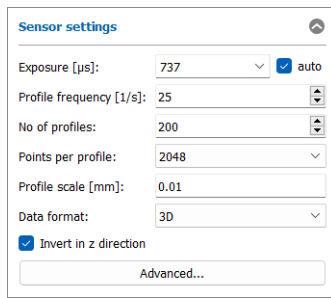 Sensor settings
Exposure [µs]: 737 auto
Profile frequency [1/s]: 25
No of profiles: 200
Points per profile: 2048
Profile scale [mm]: 0.01
Data format: 3D
Invert in z direction
Advanced...